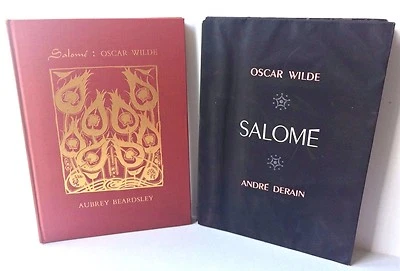 Salomé : OSCAR WILDE
AUBREY BEARDSLEY
OSCAR WILDE
SALOME
ANDRE DERAIN